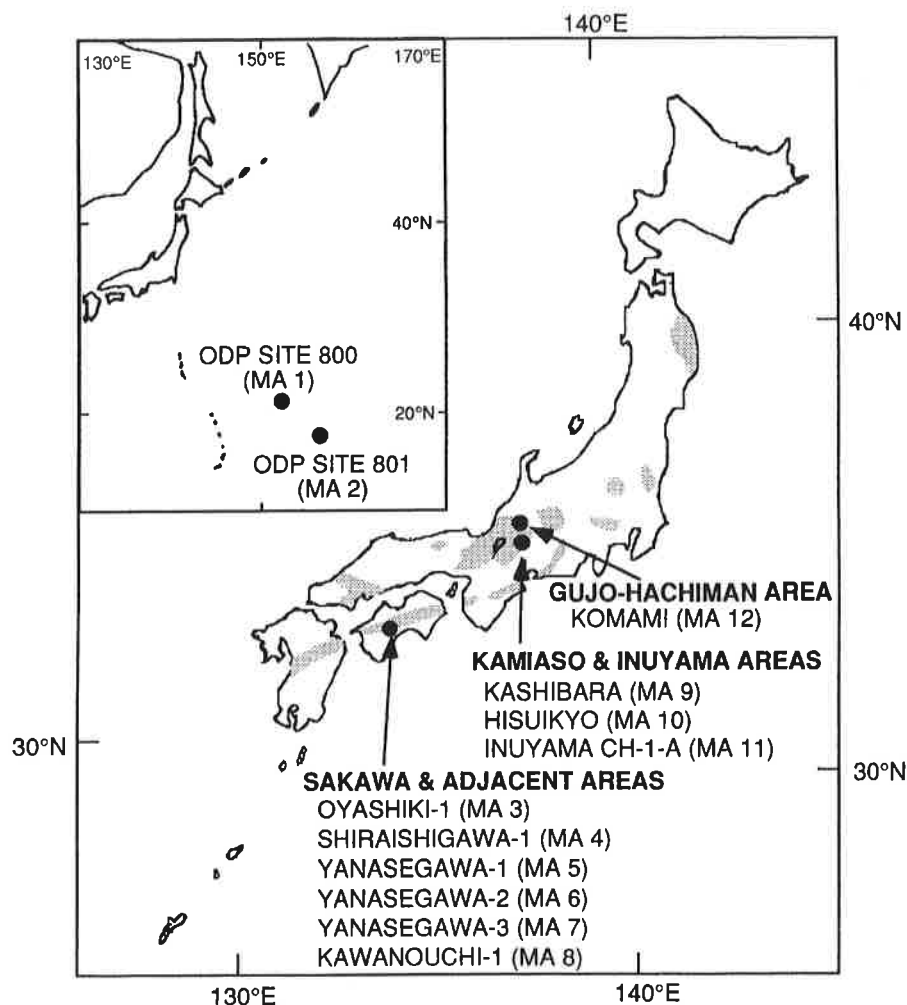 140°E
130°E
150°E
170°E
40°N
ODP SITE 800
(MA 1)
20°N
ODP SITE 801
(MA 2)
40°N
GUJO-HACHIMAN AREA
KOMAMI (MA 12)
KAMIASO & INUYAMA AREAS
KASHIBARA (MA 9)
HISUIKYO (MA 10)
INUYAMA CH-1-A (MA 11)
30°N
30°N
SAKAWA & ADJACENT AREAS
OYASHIKI-1 (MA 3)
SHIRAISHIGAWA-1 (MA 4)
YANASEGAWA-1 (MA 5)
YANASEGAWA-2 (MA 6)
YANASEGAWA-3 (MA 7)
KAWANOUCHI-1 (MA 8)
130°E
140°E